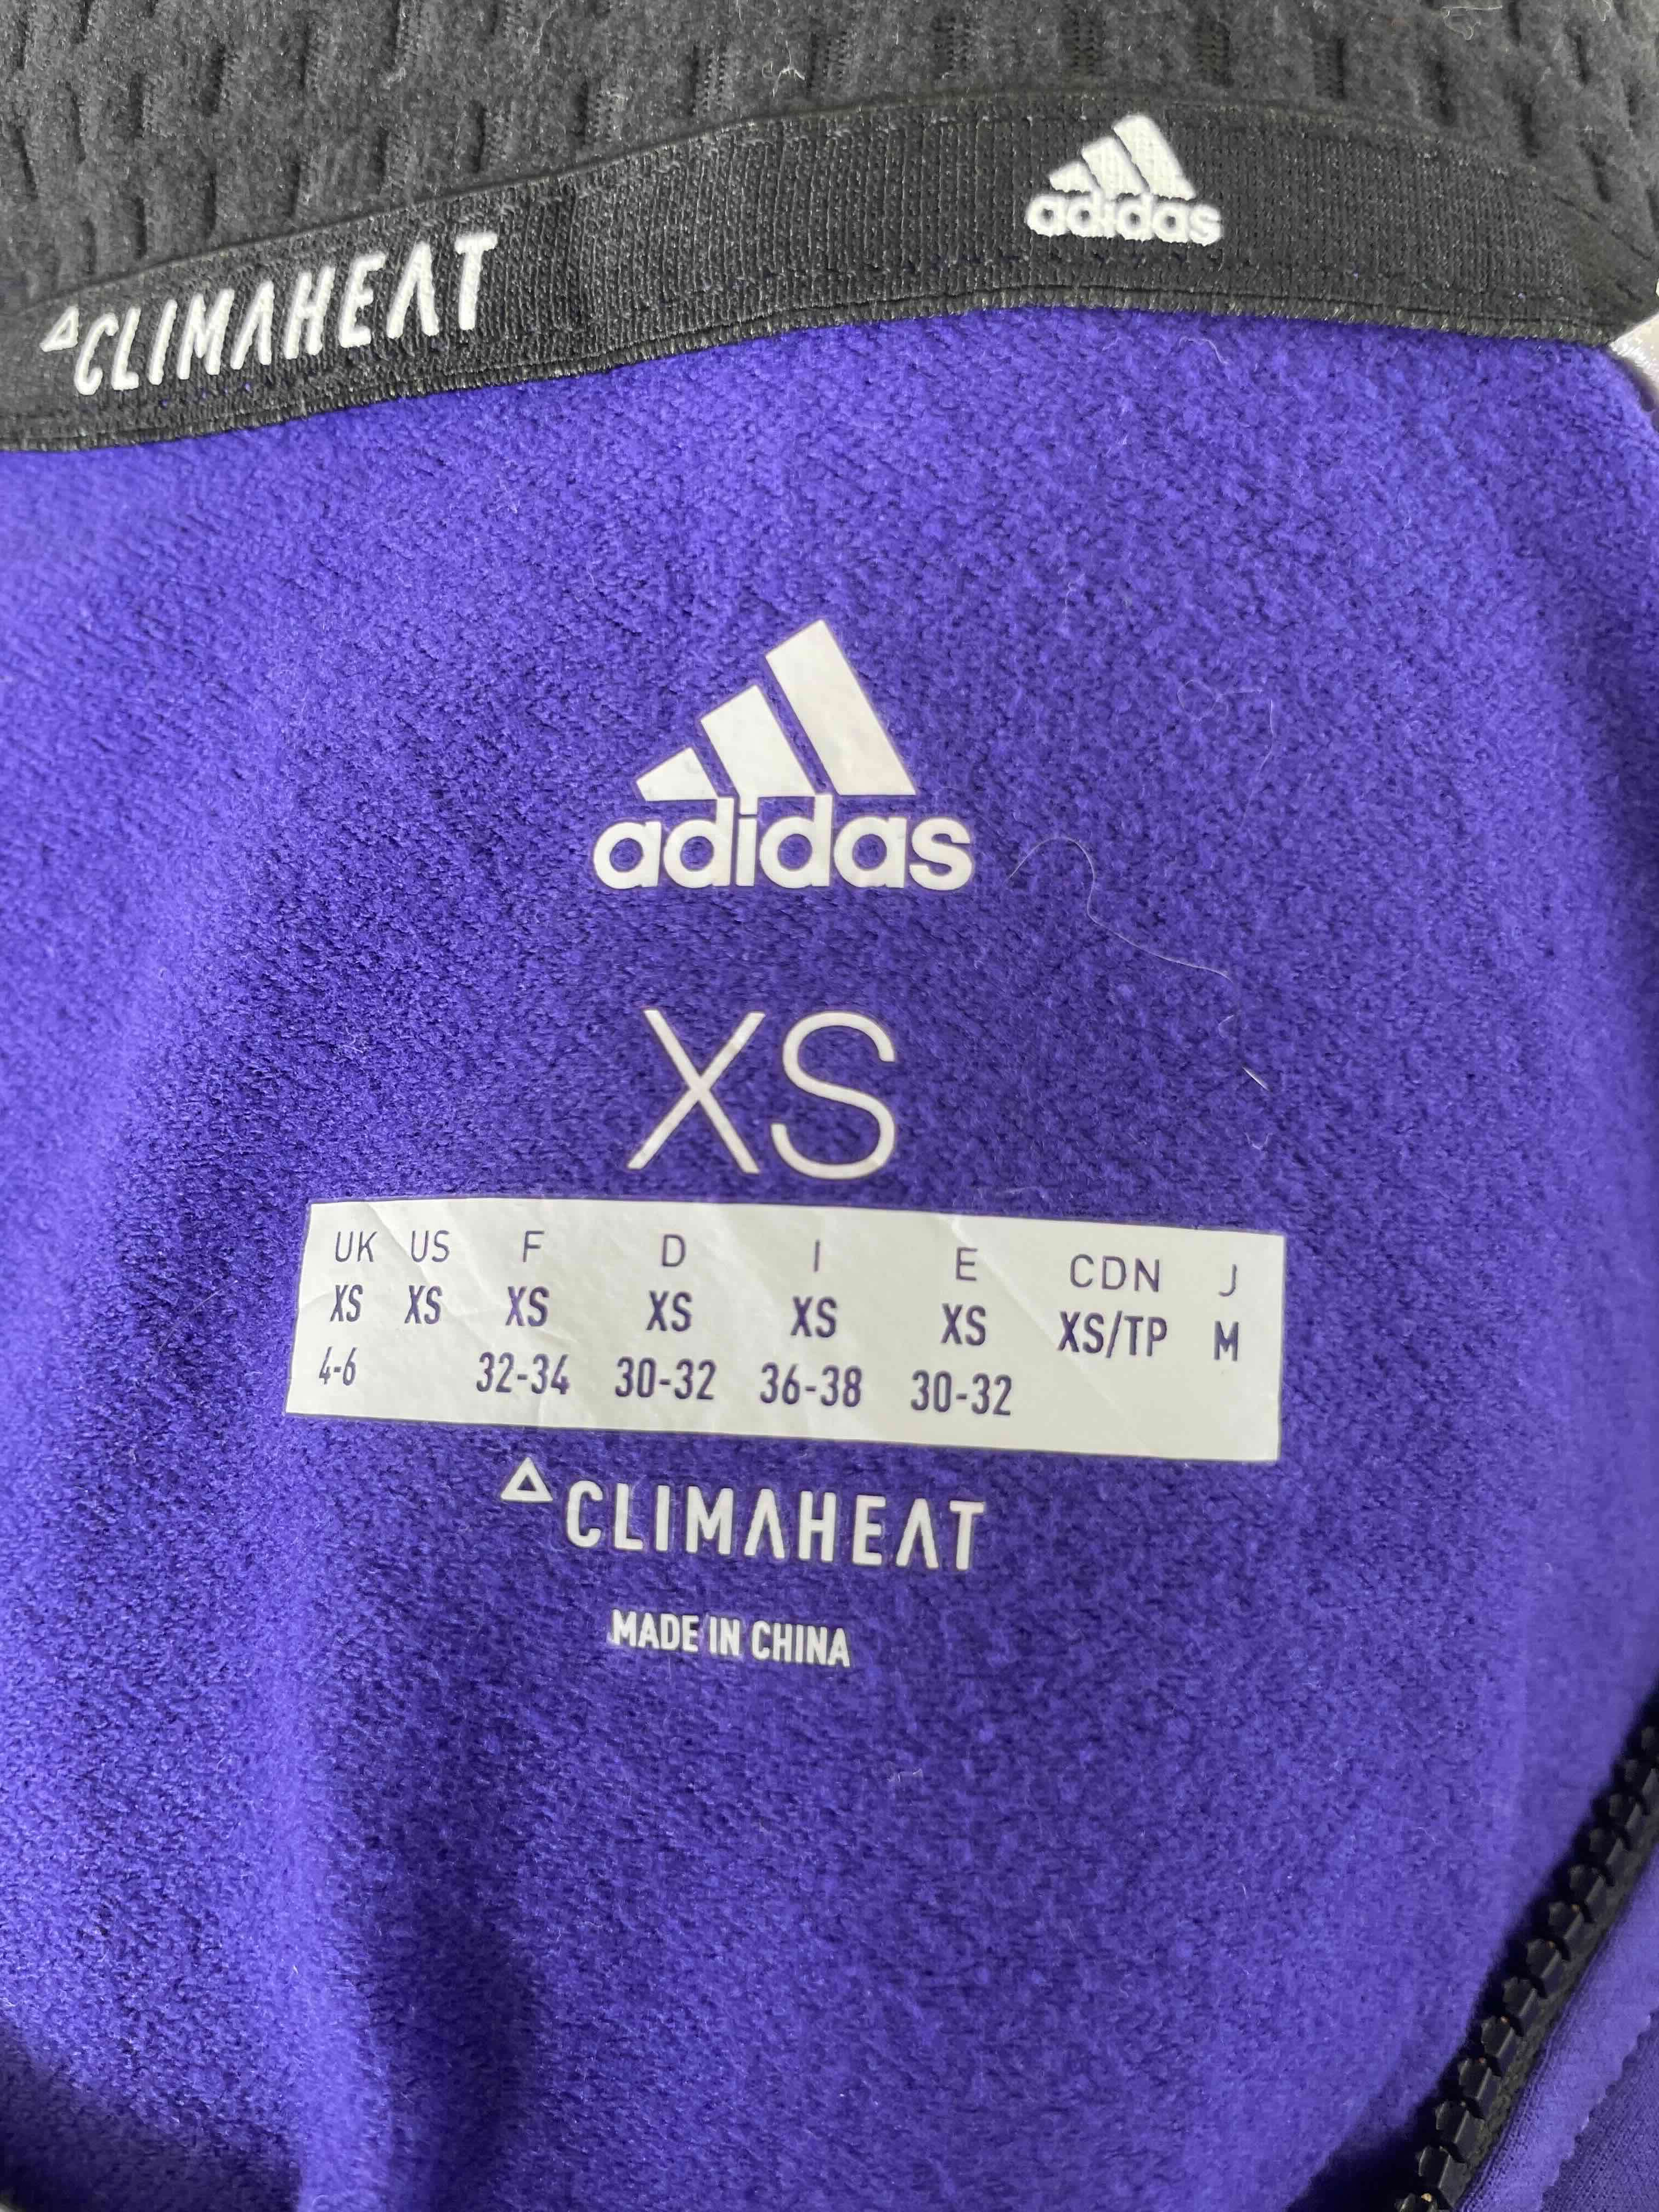 CLIMAHEAT
adidas
adidas
XS
UK US F D I E CDN J
XS XS XS XS XS XS XS/TP M
4-6 32-34 30-32 36-38 30-32
CLIMAHEAT
MADE IN CHINA